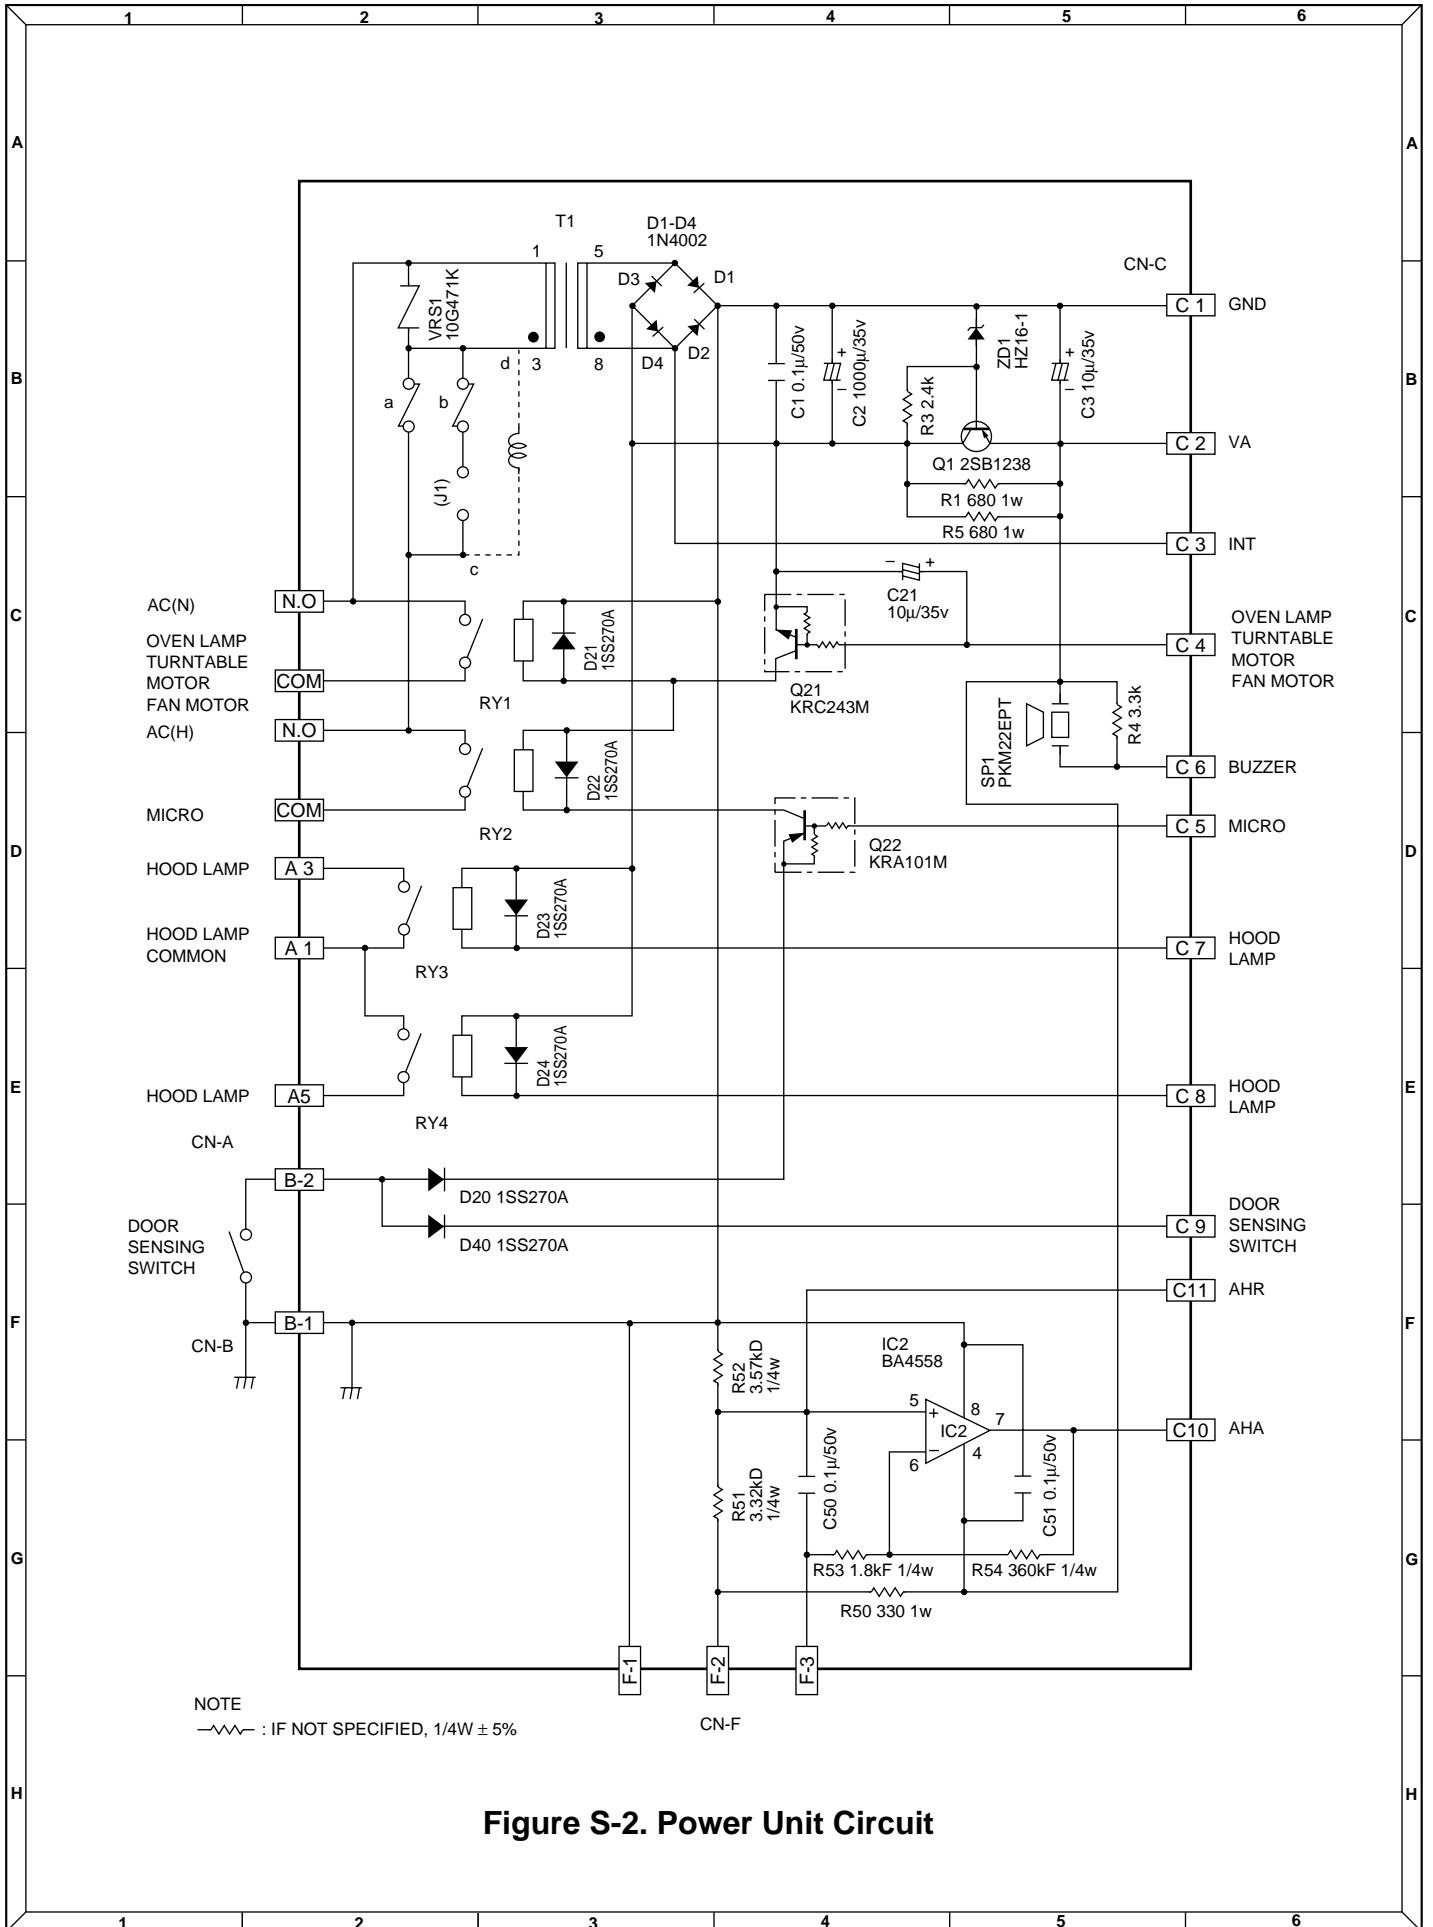 1 2 3 4 5 6
A A
T1
D1-D4
1N4002
1 5
CN-C
VRS1
10G471K
D3 D1
C 1 GND
d 3 8 D4 D2
ZD1
HZ16-1
B B
a b
C1 0.1μ/50v
+
–
C2 1000μ/35v
R3 2.4k
+
–
C3 10μ/35v
C 2 VA
Q1 2SB1238
(J1)
R1 680 1w
R5 680 1w
C 3 INT
c
– +
C21
10μ/35v
AC(N) N.O
C C
D21
1SS270A
OVEN LAMP
TURNTABLE
MOTOR
FAN MOTOR
COM
C 4
OVEN LAMP
TURNTABLE
MOTOR
FAN MOTOR
RY1
Q21
KRC243M
AC(H) N.O
SP1
PKM22EPT
R4 3.3k
D22
1SS270A
C 6 BUZZER
MICRO COM
RY2
C 5 MICRO
Q22
KRA101M
D D
HOOD LAMP A 3
D23
1SS270A
HOOD LAMP
COMMON
A 1
C 7 HOOD
LAMP
RY3
D24
1SS270A
E E
HOOD LAMP A5
C 8 HOOD
LAMP
RY4
CN-A
B-2
D20 1SS270A
DOOR
SENSING
SWITCH
D40 1SS270A
C 9
DOOR
SENSING
SWITCH
C11 AHR
F F
B-1
CN-B
R52
3.57kD
1/4w
IC2
BA4558
5 + 8 7
IC2
6 – 4
C10 AHA
R51
3.32kD
1/4w
C50 0.1μ/50v
C51 0.1μ/50v
G G
R53 1.8kF 1/4w R54 360kF 1/4w
R50 330 1w
F-1 F-2 F-3
NOTE
: IF NOT SPECIFIED, 1/4W ± 5%
CN-F
H H
Figure S-2. Power Unit Circuit
1 2 3 4 5 6